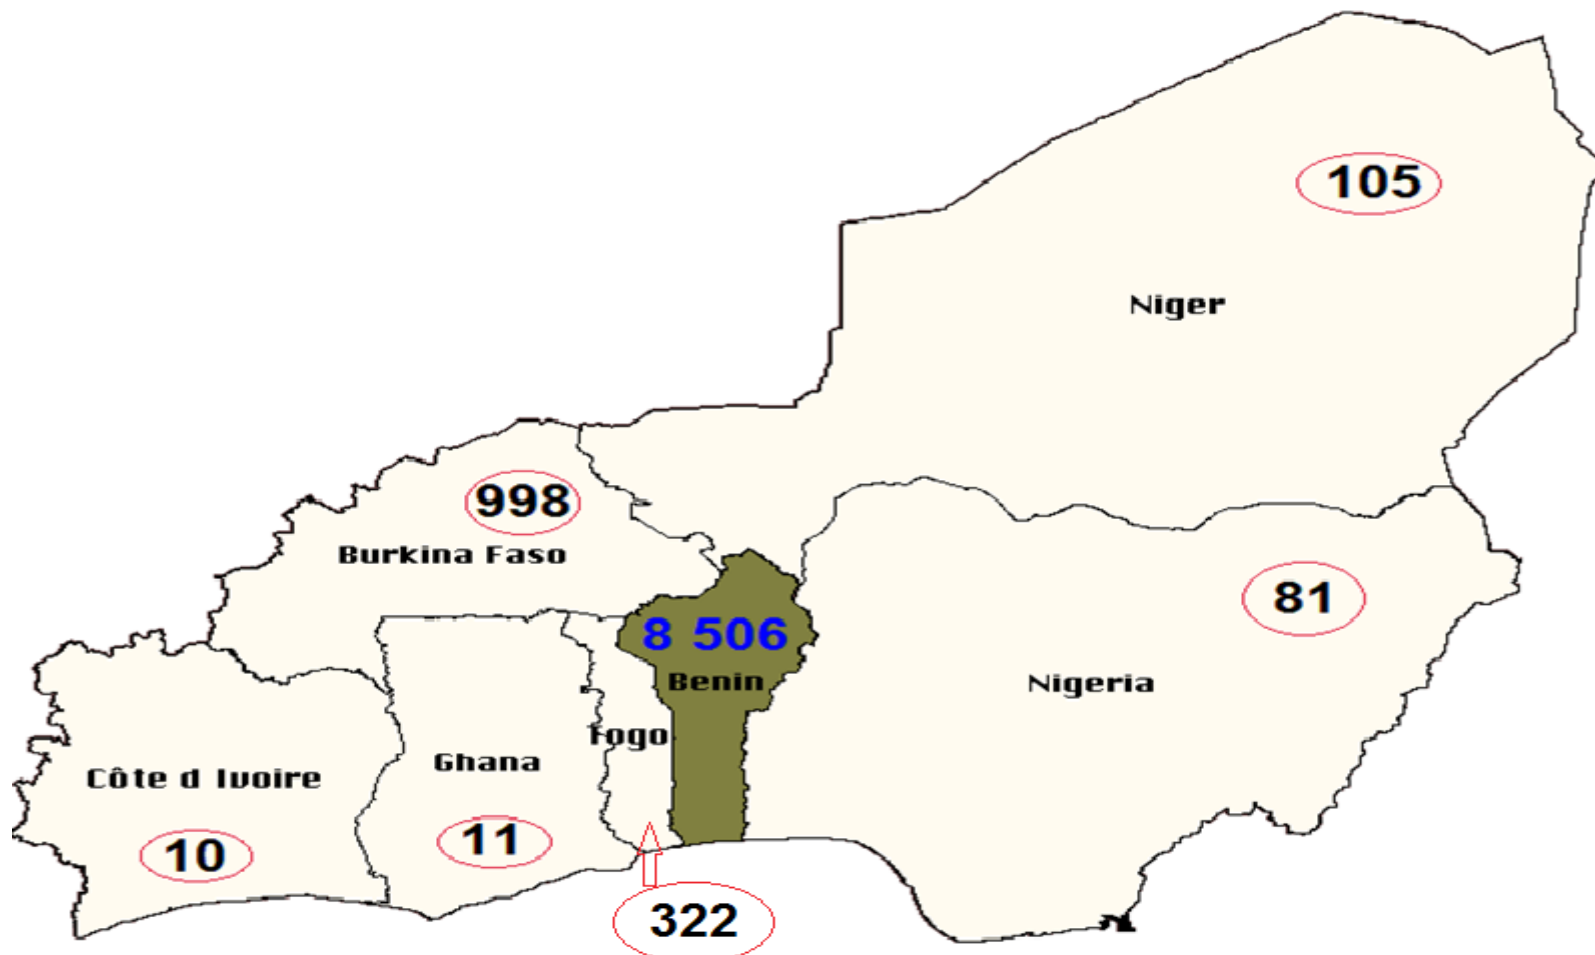 105
Niger
998
Burkina Faso
81
8 506
Benin
Nigeria
Togo
Ghana
Côte d Ivoire
11
10
322